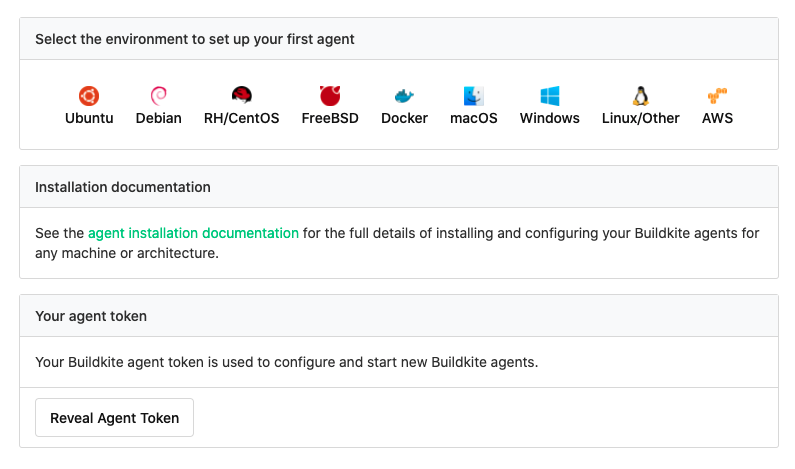 Select the environment to set up your first agent
Ubuntu Debian RH/CentOS FreeBSD Docker macOS Windows Linux/Other AWS
Installation documentation
See the agent installation documentation for the full details of installing and configuring your Buildkite agents for
any machine or architecture.
Your agent token
Your Buildkite agent token is used to configure and start new Buildkite agents.
Reveal Agent Token